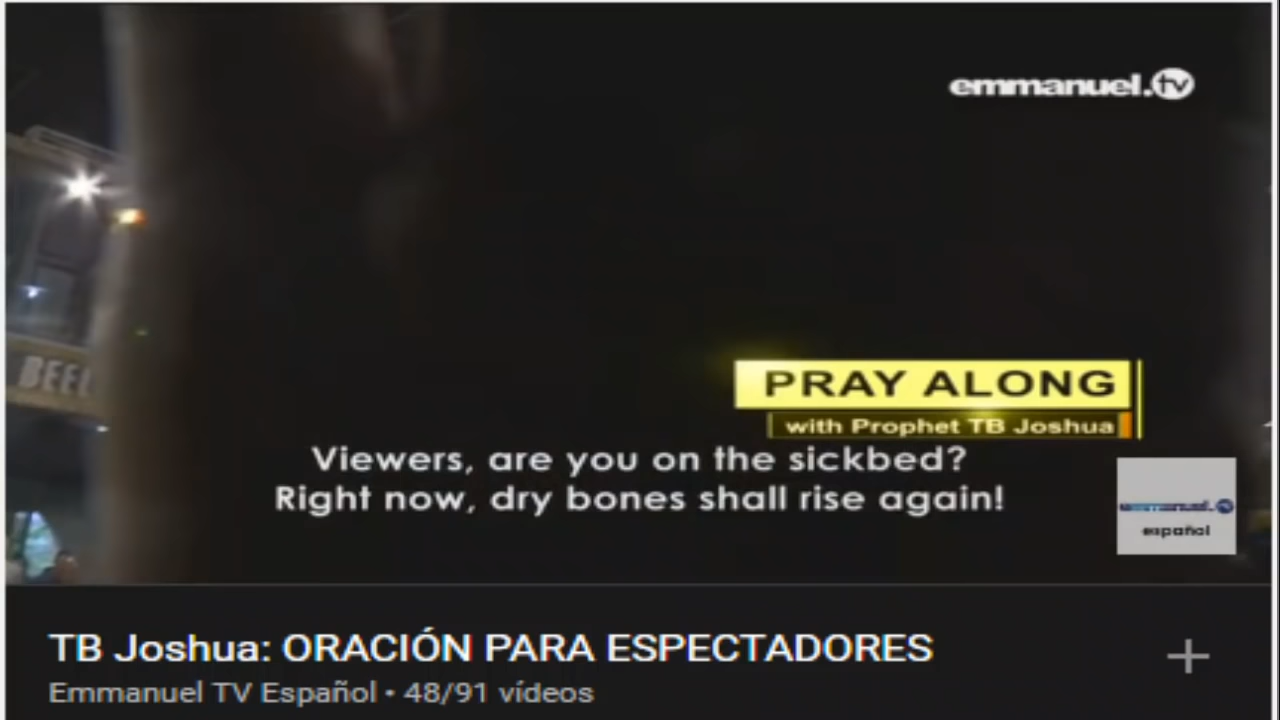 emmanuel.tv
BEEL
PRAY ALONG
with Prophet TB Joshua
Viewers, are you on the sickbed?
Right now, dry bones shall rise again!
emmanuel.tv
español
TB Joshua: ORACIÓN PARA ESPECTADORES
Emmanuel TV Español • 48/91 vídeos